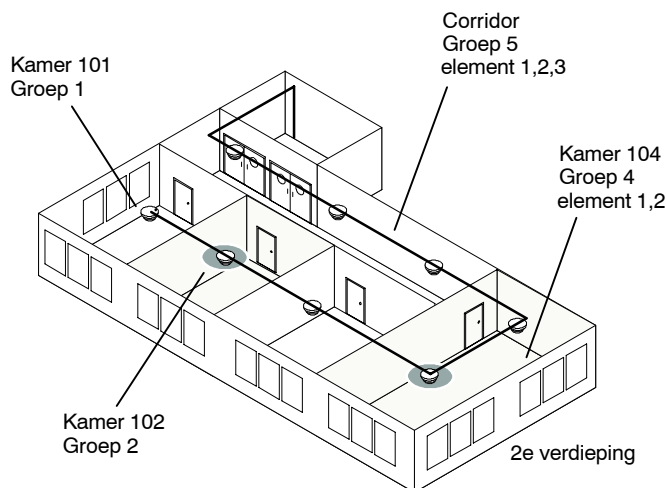 Corridor
Groep 5
element 1,2,3
Kamer 101
Groep 1
Kamer 104
Groep 4
element 1,2
Kamer 102
Groep 2
2e verdieping